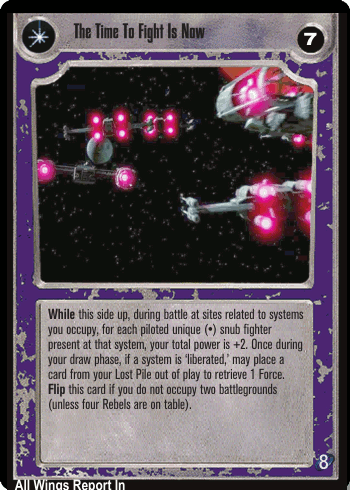 The Time To Fight Is Now
7
While this side up, during battle at sites related to systems
you occupy, for each piloted unique (•) snub fighter
present at that system, your total power is +2. Once during
your draw phase, if a system is 'liberated,' may place a
card from your Lost Pile out of play to retrieve 1 Force.
Flip this card if you do not occupy two battlegrounds
(unless four Rebels are on table).
8
All Wings Report In